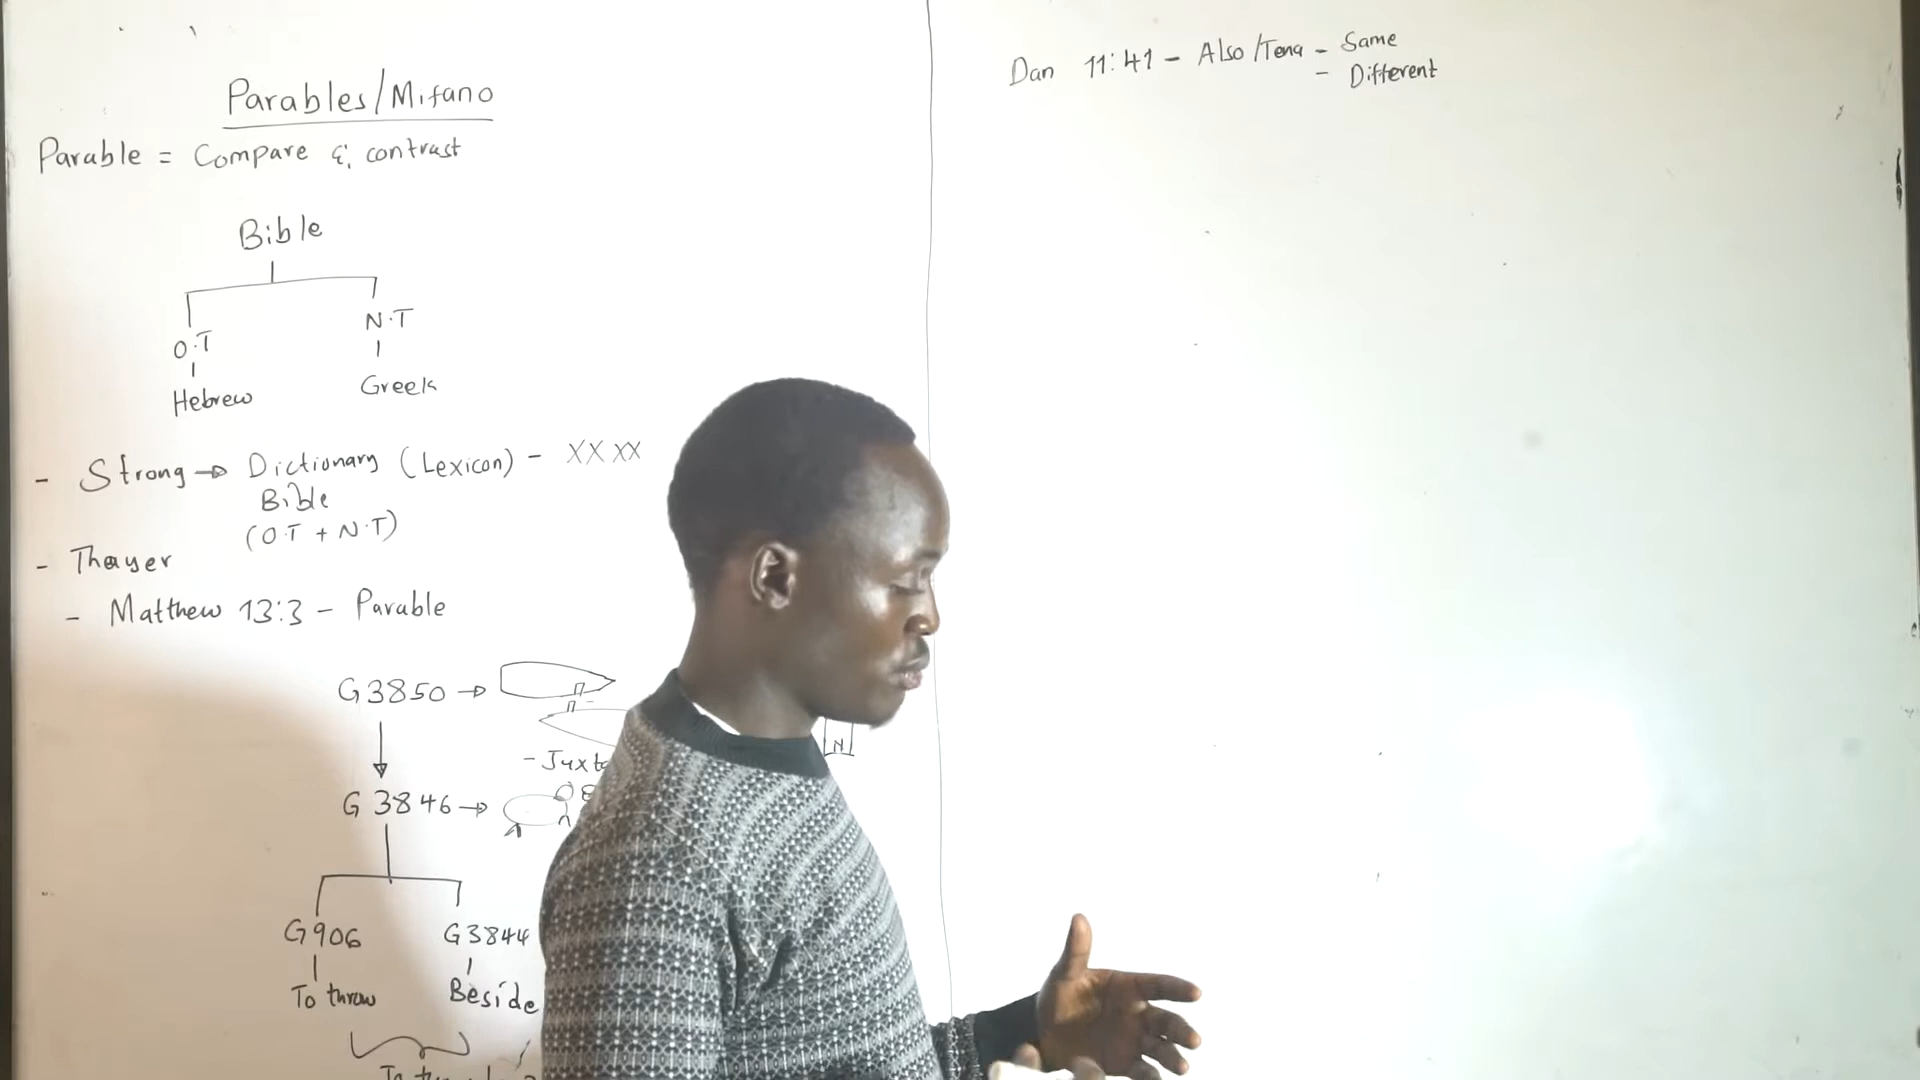 Parables/Mifano
Parable = Compare & contrast
Bible
O.T
N.T
Hebrew
Greek
- Strong → Dictionary (Lexicon) - XXXX
Bible
(O.T + N.T)
- Thayer
- Matthew 13:3 - Parable
G3850 →
N
G3846 →
G906
G3844
To throw
Beside
Dan 11:41 - Also/Tena - Same
- Different